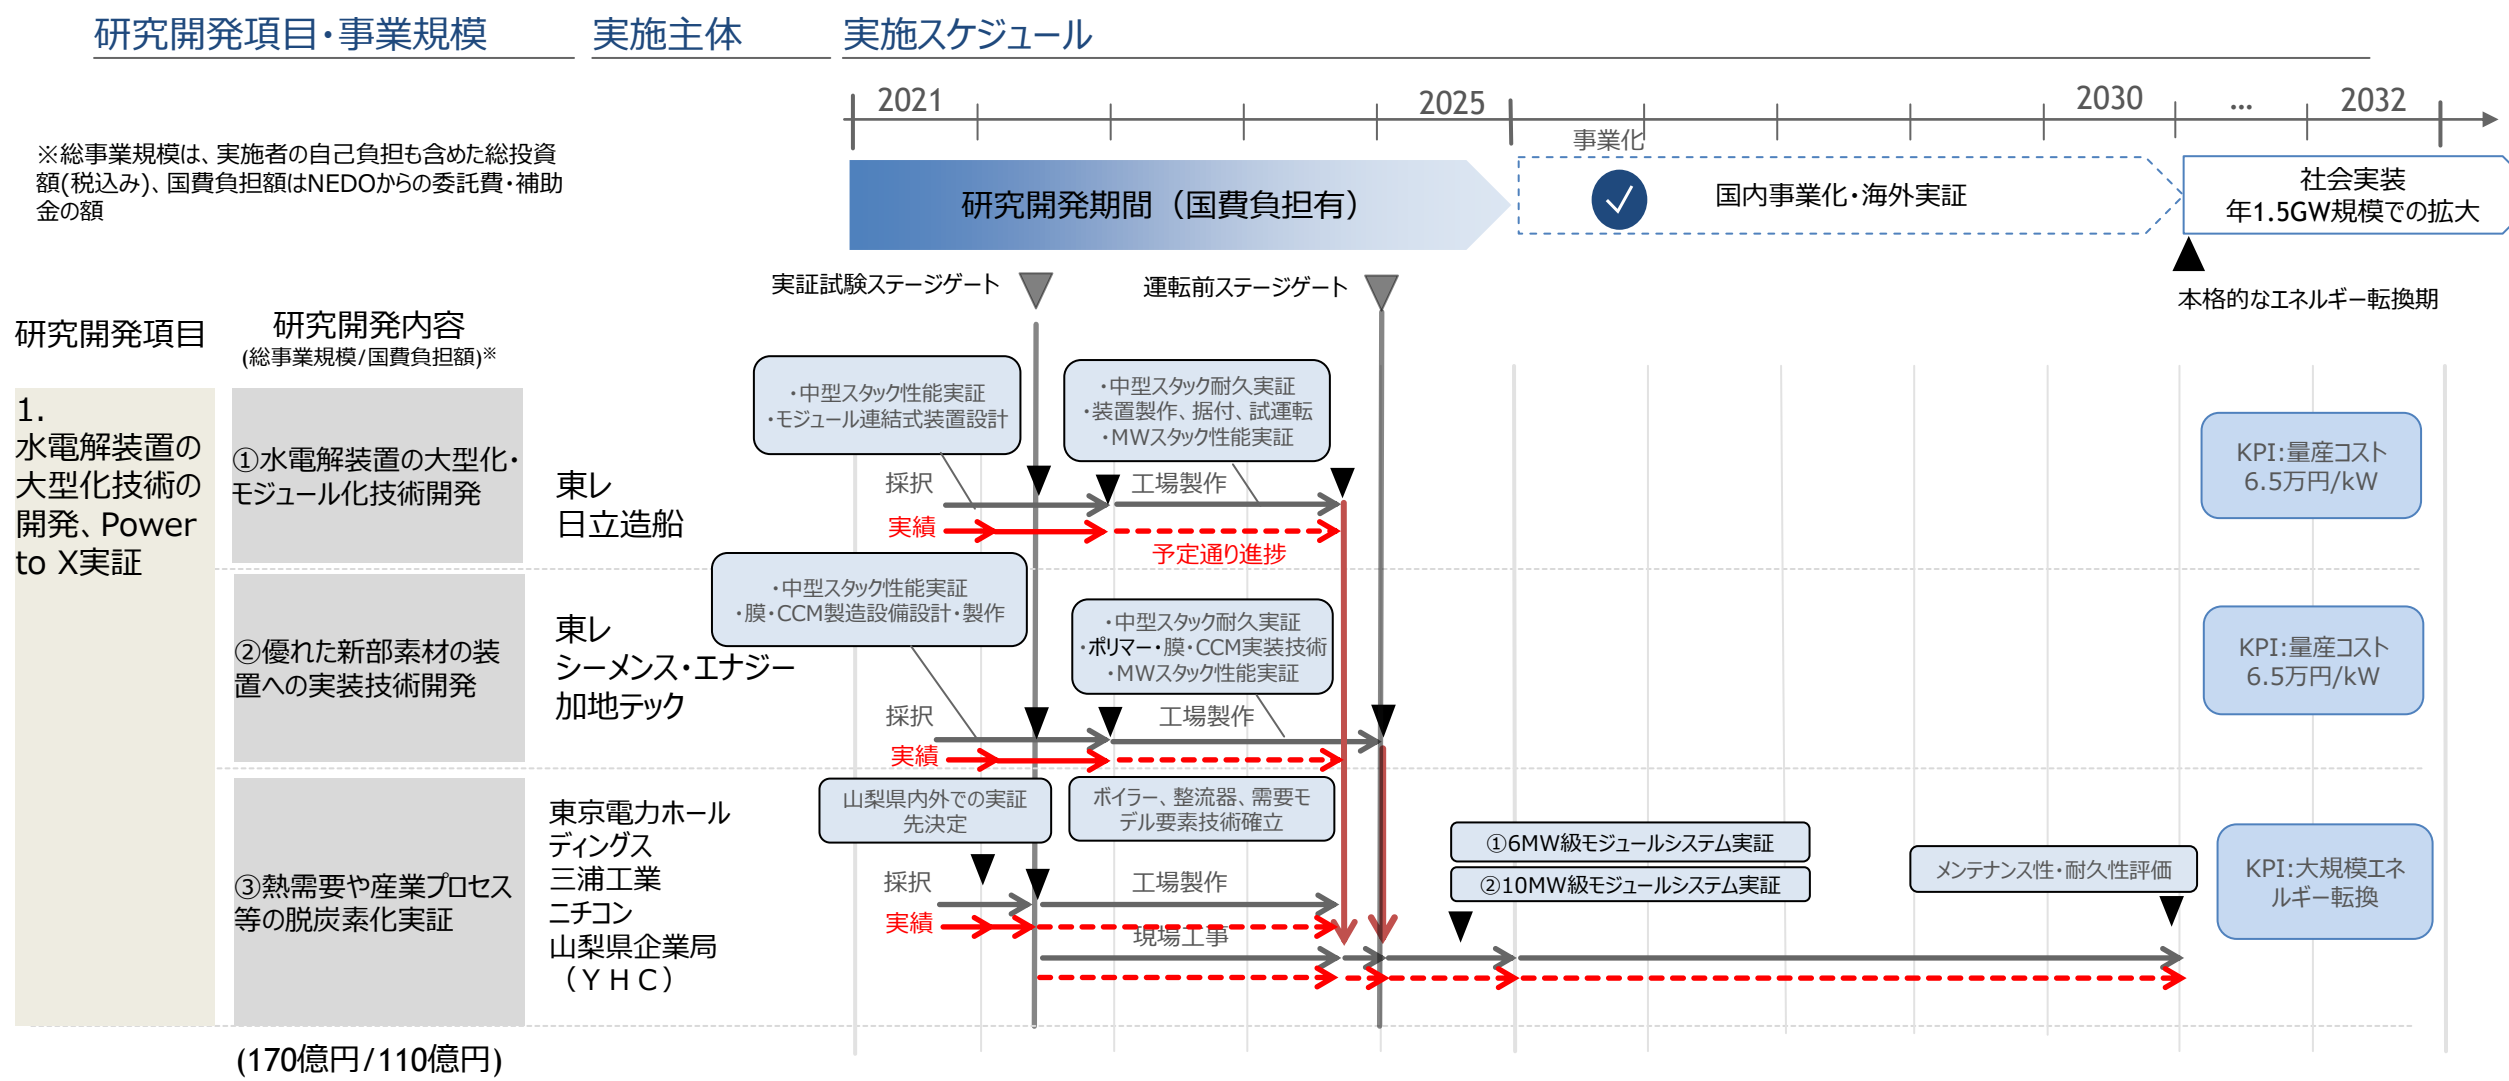 研究開発項目・事業規模
実施主体
実施スケジュール
2021
2025
2030
…
2032
※総事業規模は、実施者の自己負担も含めた総投資
額(税込み)、国費負担額はNEDOからの委託費・補助
金の額
事業化
研究開発期間（国費負担有）
国内事業化・海外実証
社会実装
年1.5GW規模での拡大
実証試験ステージゲート
運転前ステージゲート
本格的なエネルギー転換期
研究開発項目
研究開発内容
(総事業規模/国費負担額)※
1.
水電解装置の
大型化技術の
開発、Power
to X実証
①水電解装置の大型化・
モジュール化技術開発
東レ
日立造船
・中型スタック性能実証
・モジュール連結式装置設計
・中型スタック耐久実証
・装置製作、据付、試運転
・MWスタック性能実証
採択
工場製作
実績
予定通り進捗
KPI:量産コスト
6.5万円/kW
②優れた新部素材の装
置への実装技術開発
東レ
シーメンス・エナジー
加地テック
・中型スタック性能実証
・膜・CCM製造設備設計・製作
・中型スタック耐久実証
・ポリマー・膜・CCM実装技術
・MWスタック性能実証
採択
工場製作
実績
KPI:量産コスト
6.5万円/kW
③熱需要や産業プロセス
等の脱炭素化実証
東京電力ホール
ディングス
三浦工業
ニチコン
山梨県企業局
（ＹＨＣ）
山梨県内外での実証
先決定
ボイラー、整流器、需要モ
デル要素技術確立
採択
工場製作
実績
現場工事
①6MW級モジュールシステム実証
②10MW級モジュールシステム実証
メンテナンス性・耐久性評価
KPI:大規模エネ
ルギー転換
(170億円/110億円)